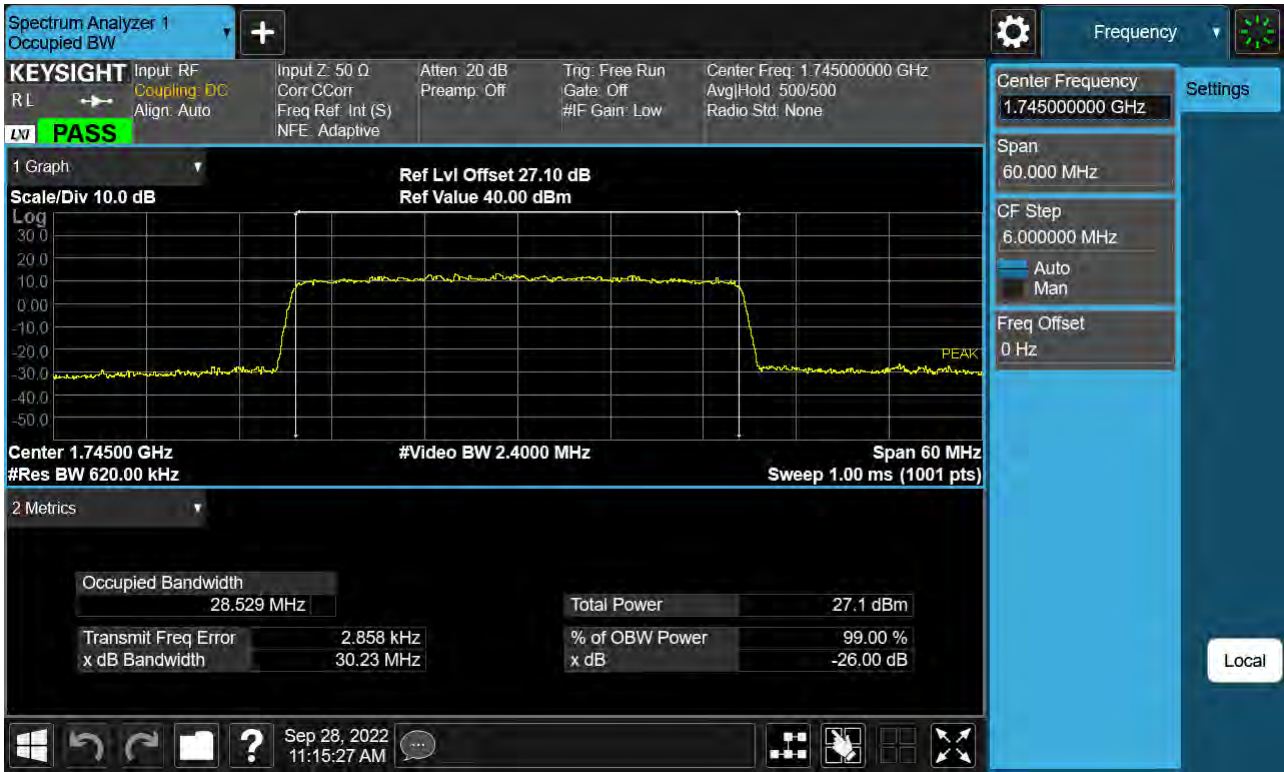 Spectrum Analyzer 1
Occupied BW
+
Frequency
KEYSIGHT
R L
LXI
PASS
Input: RF
Coupling: DC
Align: Auto
Input Z: 50 Ω
Corr CCorr
Freq Ref: Int (S)
NFE: Adaptive
Atten: 20 dB
Preamp: Off
Trig: Free Run
Gate: Off
#IF Gain: Low
Center Freq: 1.745000000 GHz
Avg|Hold: 500/500
Radio Std: None
Center Frequency
1.745000000 GHz
Settings
Span
60.000 MHz
CF Step
6.000000 MHz
Auto
Man
Freq Offset
0 Hz
Local
1 Graph
Scale/Div 10.0 dB
Ref Lvl Offset 27.10 dB
Ref Value 40.00 dBm
Log
30.0
20.0
10.0
0.00
-10.0
-20.0
-30.0
-40.0
-50.0
PEAK
Center 1.74500 GHz
#Res BW 620.00 kHz
#Video BW 2.4000 MHz
Span 60 MHz
Sweep 1.00 ms (1001 pts)
2 Metrics
Occupied Bandwidth
28.529 MHz
Transmit Freq Error 2.858 kHz
x dB Bandwidth 30.23 MHz
Total Power 27.1 dBm
% of OBW Power 99.00 %
x dB -26.00 dB
?
Sep 28, 2022
11:15:27 AM